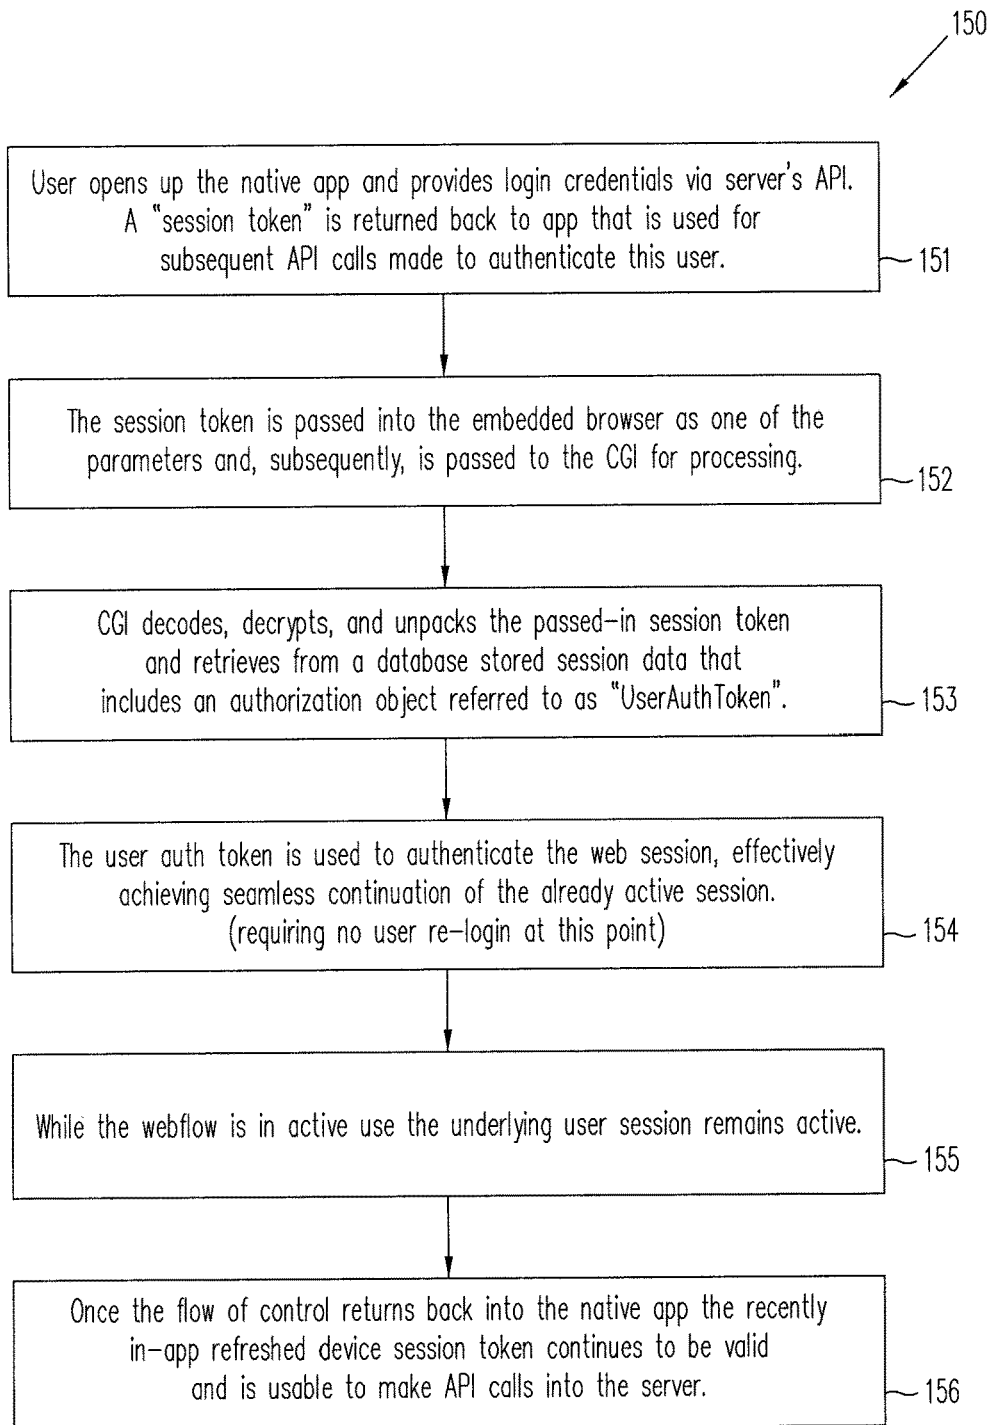 150
User opens up the native app and provides login credentials via server's API.
A "session token" is returned back to app that is used for
subsequent API calls made to authenticate this user.
151
The session token is passed into the embedded browser as one of the
parameters and, subsequently, is passed to the CGI for processing.
152
CGI decodes, decrypts, and unpacks the passed-in session token
and retrieves from a database stored session data that
includes an authorization object referred to as "UserAuthToken".
153
The user auth token is used to authenticate the web session, effectively
achieving seamless continuation of the already active session.
(requiring no user re-login at this point)
154
While the webflow is in active use the underlying user session remains active.
155
Once the flow of control returns back into the native app the recently
in-app refreshed device session token continues to be valid
and is usable to make API calls into the server.
156